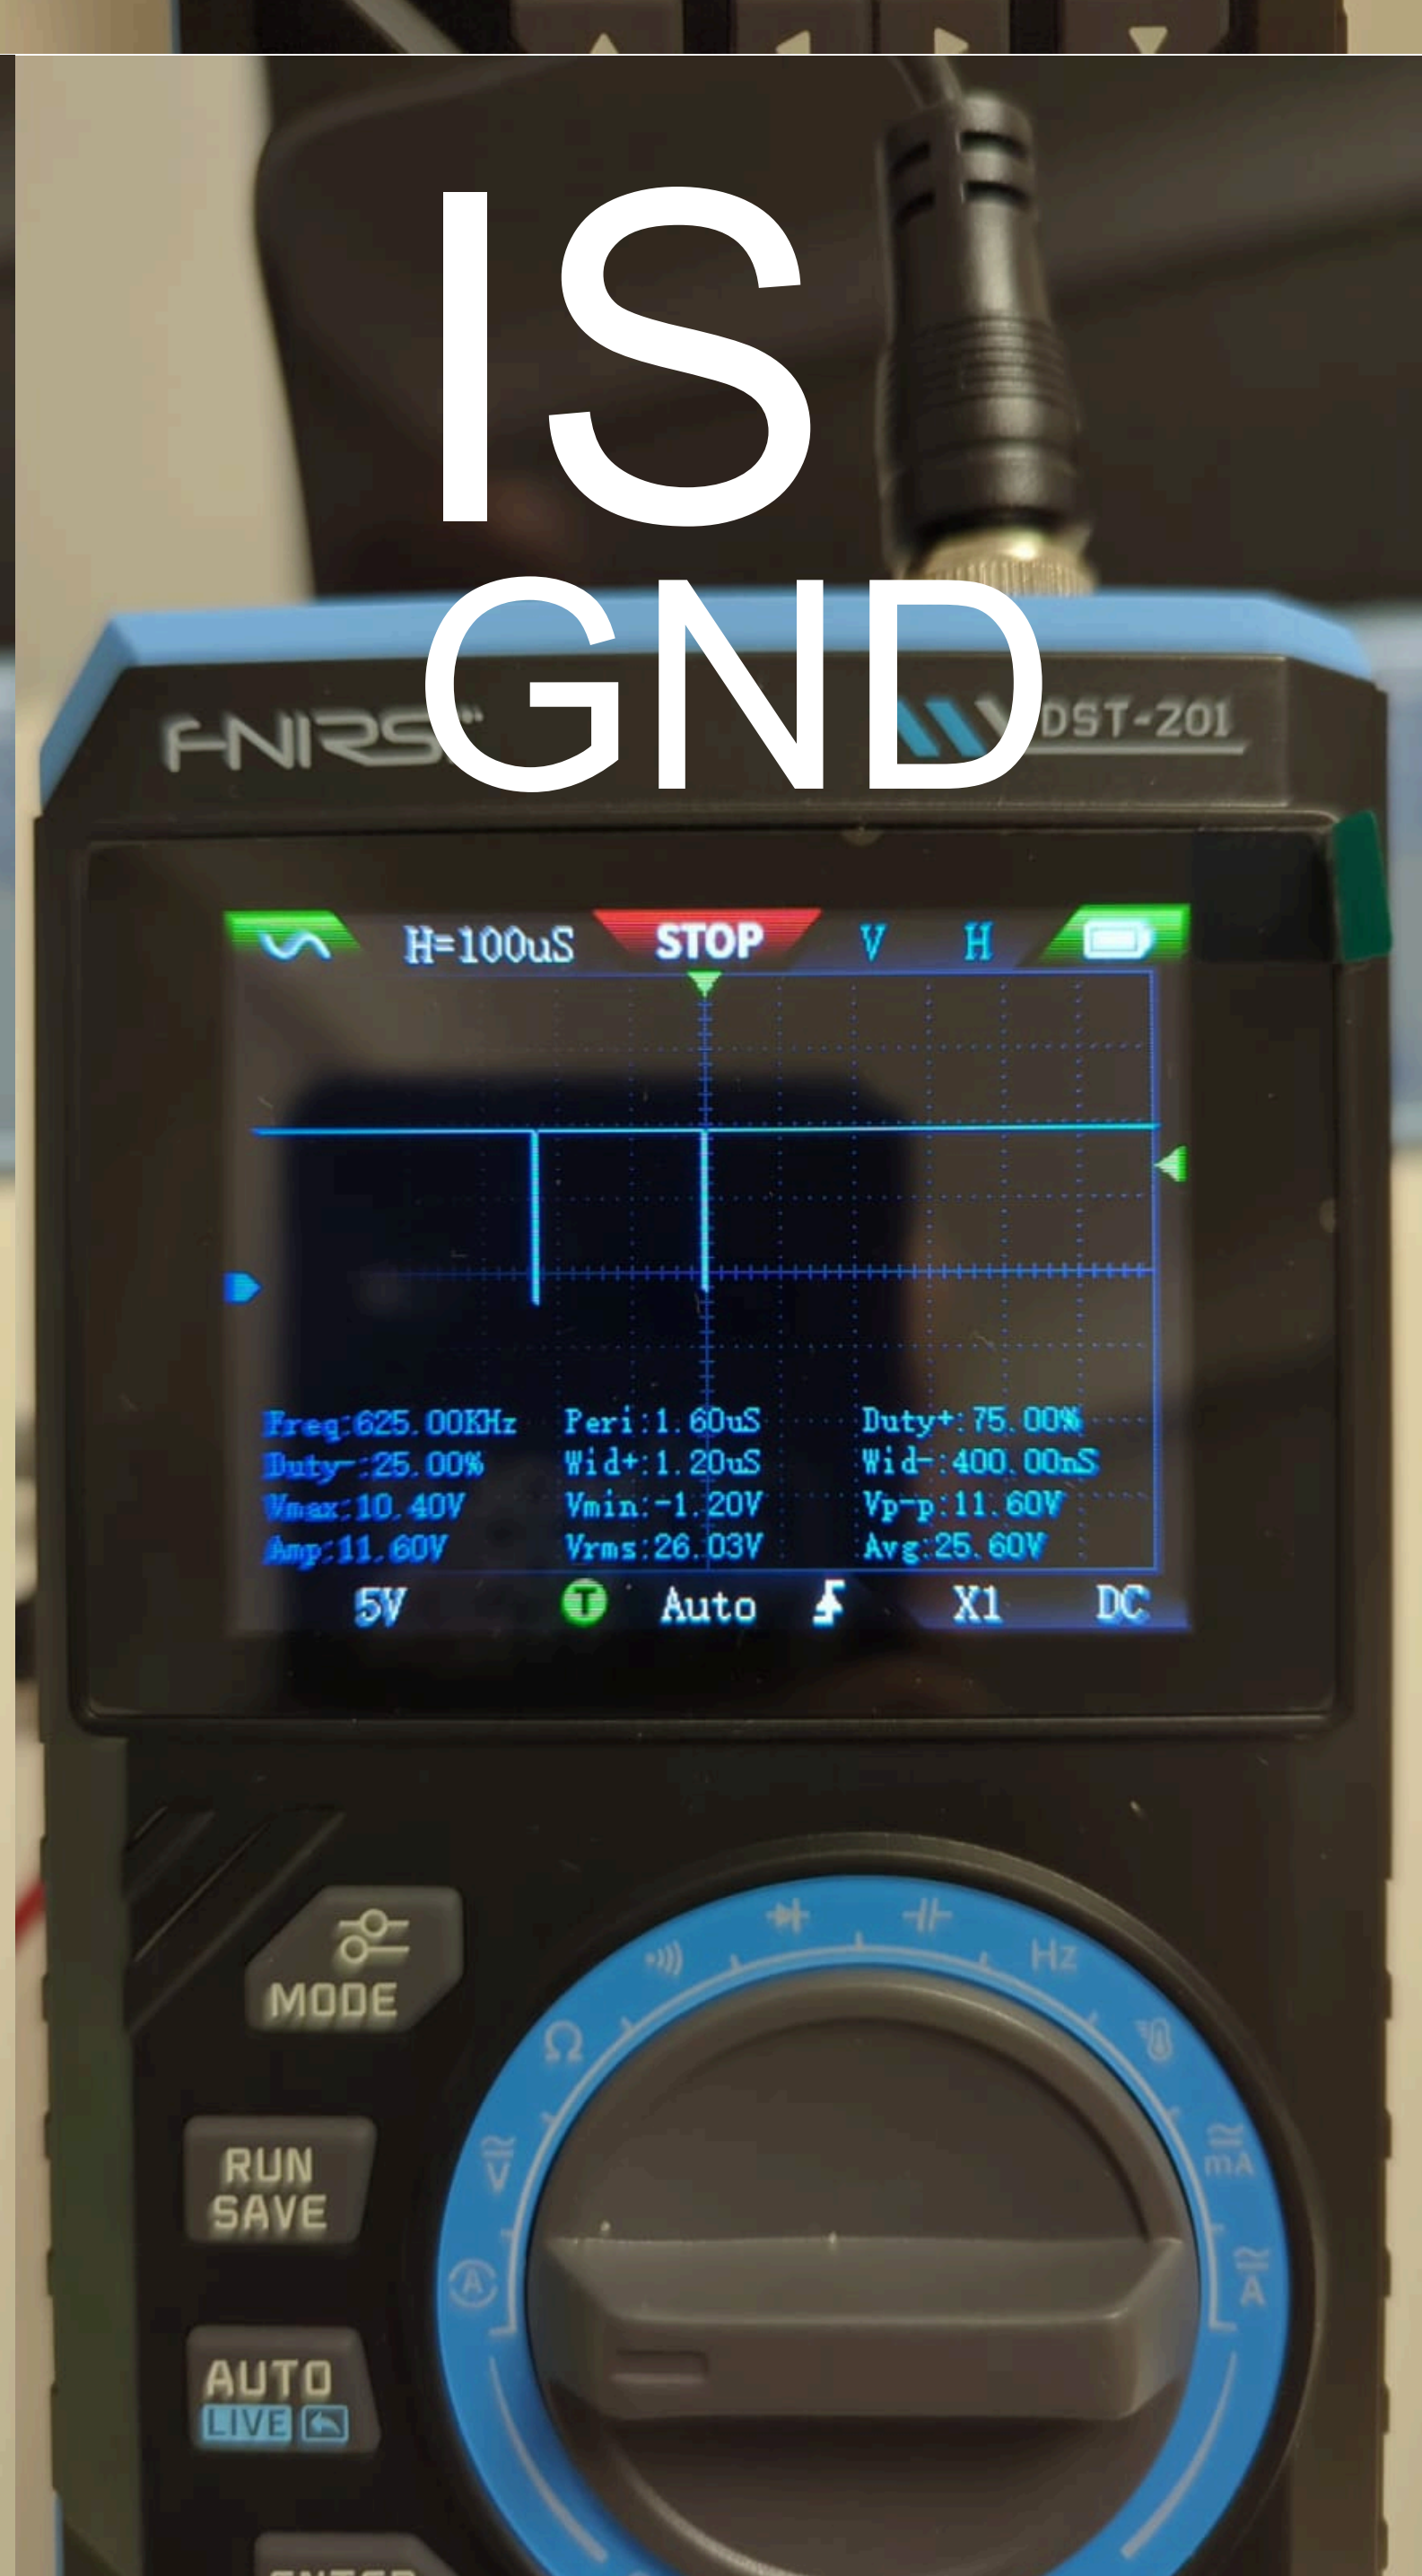 IS
GND
FNIRSI
DST-201
H=100uS STOP V H
Freq:625.00KHz Peri:1.60uS Duty+:75.00%
Duty-:25.00% Wid+:1.20uS Wid-:400.00nS
Vmax:10.40V Vmin:-1.20V Vp-p:11.60V
Amp:11.60V Vrms:26.03V Avg:25.60V
5V T Auto X1 DC
MODE
RUN
SAVE
AUTO
LIVE
Ω
Hz
V
mA
A
A